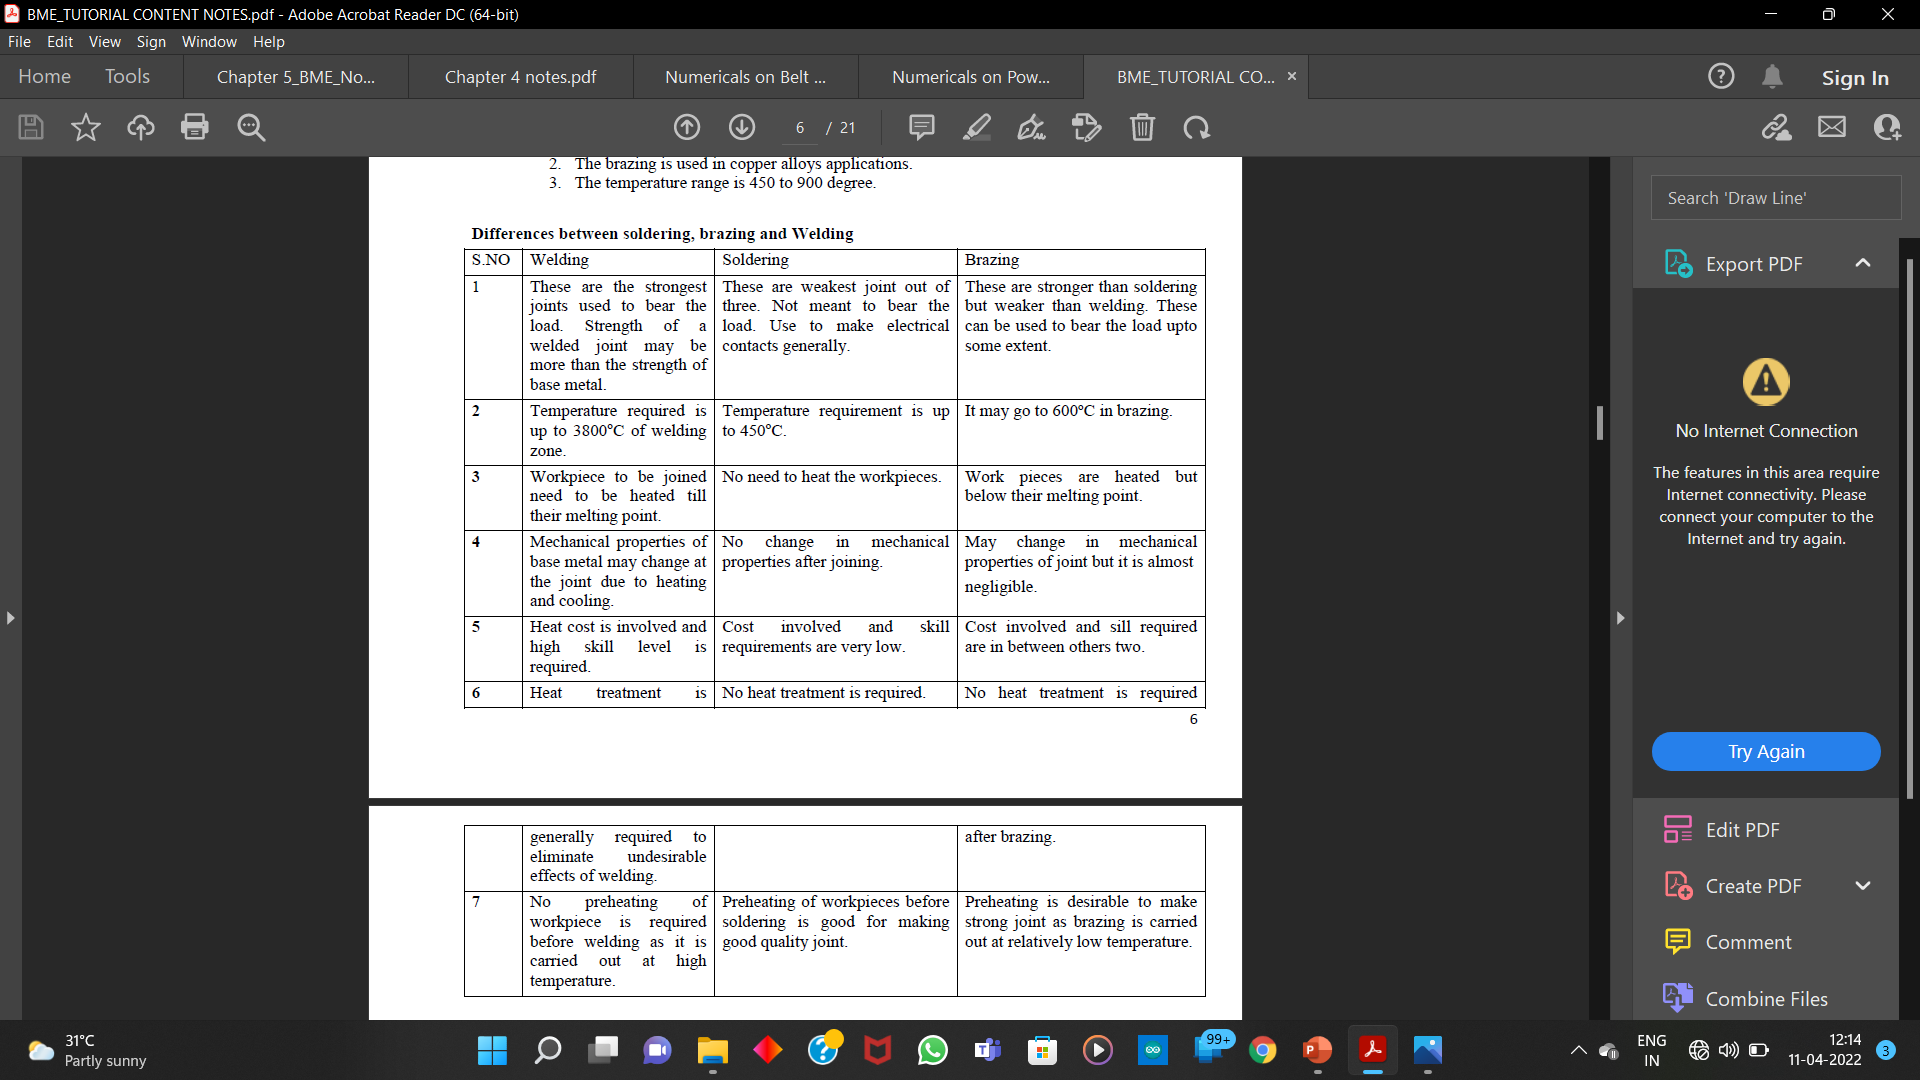 BME_TUTORIAL CONTENT NOTES.pdf - Adobe Acrobat Reader DC (64-bit)
File Edit View Sign Window Help
Home Tools Chapter 5_BME_No... Chapter 4 notes.pdf Numericals on Belt ... Numericals on Pow... BME_TUTORIAL CO... × Sign In
6 / 21
2. The brazing is used in copper alloys applications.
3. The temperature range is 450 to 900 degree.
Differences between soldering, brazing and Welding
S.NO Welding Soldering Brazing
1
These are the strongest
joints used to bear the
load. Strength of a
welded joint may be
more than the strength of
base metal.
These are weakest joint out of
three. Not meant to bear the
load. Use to make electrical
contacts generally.
These are stronger than soldering
but weaker than welding. These
can be used to bear the load upto
some extent.
2
Temperature required is
up to 3800°C of welding
zone.
Temperature requirement is up
to 450°C.
It may go to 600°C in brazing.
3
Workpiece to be joined
need to be heated till
their melting point.
No need to heat the workpieces.
Work pieces are heated but
below their melting point.
4
Mechanical properties of
base metal may change at
the joint due to heating
and cooling.
No change in mechanical
properties after joining.
May change in mechanical
properties of joint but it is almost
negligible.
5
Heat cost is involved and
high skill level is
required.
Cost involved and skill
requirements are very low.
Cost involved and sill required
are in between others two.
6
Heat treatment is
No heat treatment is required.
No heat treatment is required
6
generally required to
eliminate undesirable
effects of welding.
after brazing.
7
No preheating of
workpiece is required
before welding as it is
carried out at high
temperature.
Preheating of workpieces before
soldering is good for making
good quality joint.
Preheating is desirable to make
strong joint as brazing is carried
out at relatively low temperature.
Search 'Draw Line'
Export PDF
No Internet Connection
The features in this area require
Internet connectivity. Please
connect your computer to the
Internet and try again.
Try Again
Edit PDF
Create PDF
Comment
Combine Files
31°C
Partly sunny
99+
ENG
IN
12:14
11-04-2022
3